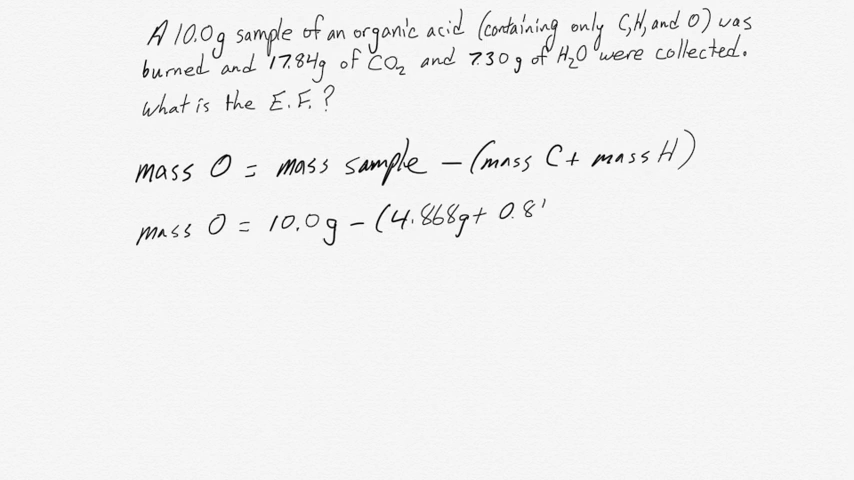 A 10.0g sample of an organic acid (containing only C,H, and O) was
burned and 17.84g of CO₂ and 7.30 g of H₂O were collected.
What is the E.F.?
mass O = mass sample - (mass C + mass H)
mass O = 10.0g - (4.868g + 0.8'